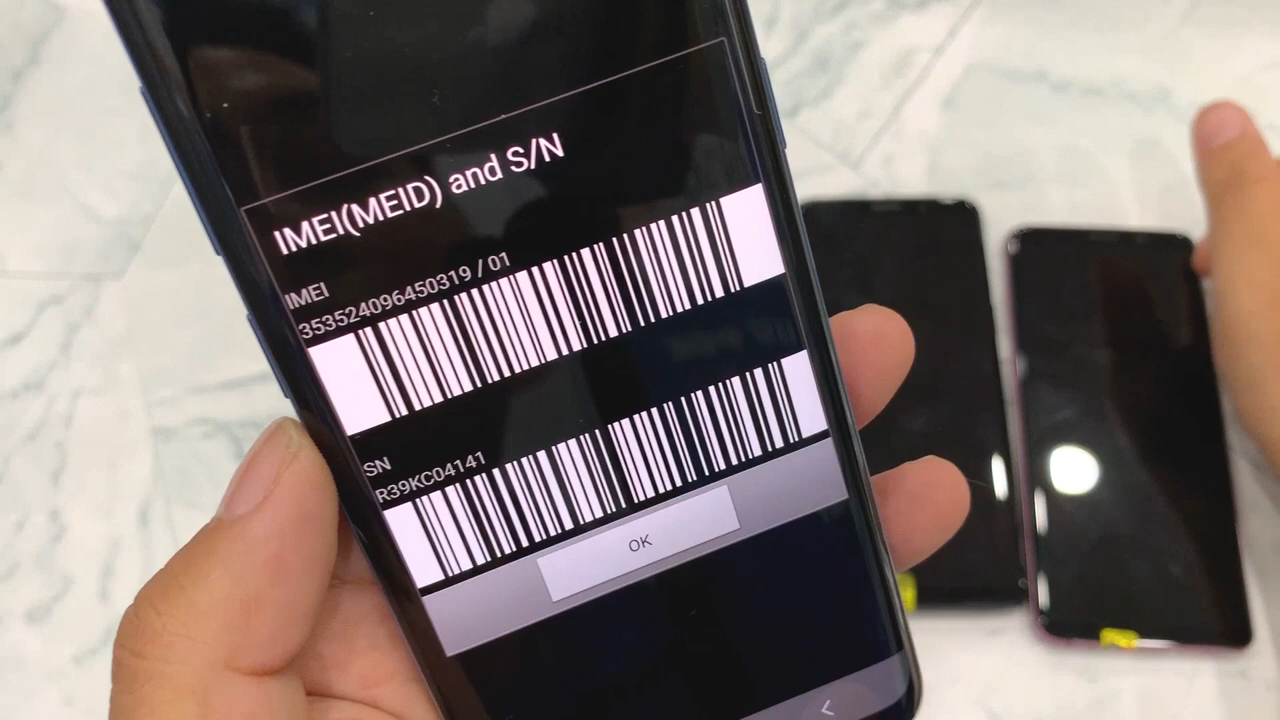 IMEI(MEID) and S/N
IMEI
353524096450319 / 01
SN
R39KC04141
OK